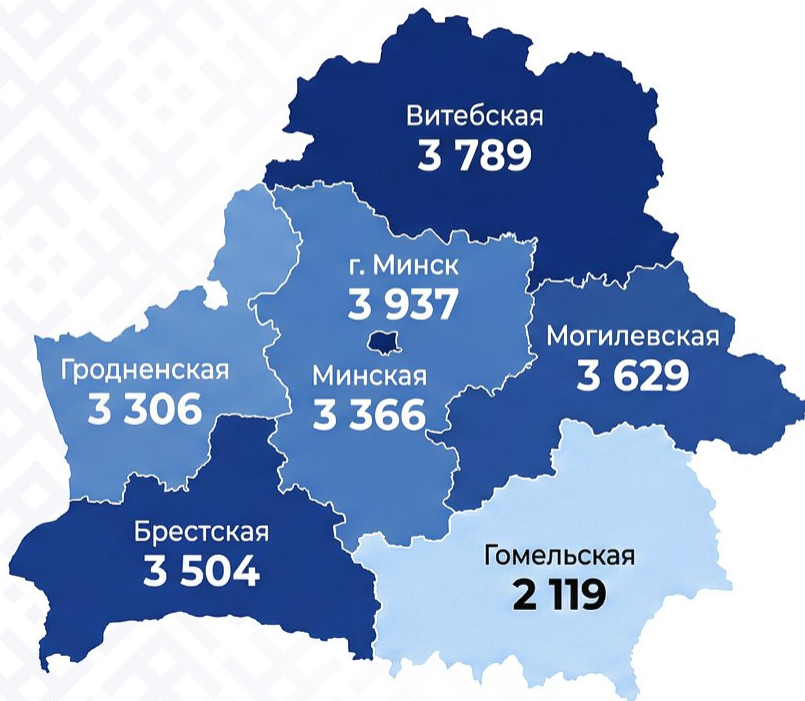 Витебская
3 789
г. Минск
3 937
Могилевская
3 629
Гродненская
3 306
Минская
3 366
Брестская
3 504
Гомельская
2 119